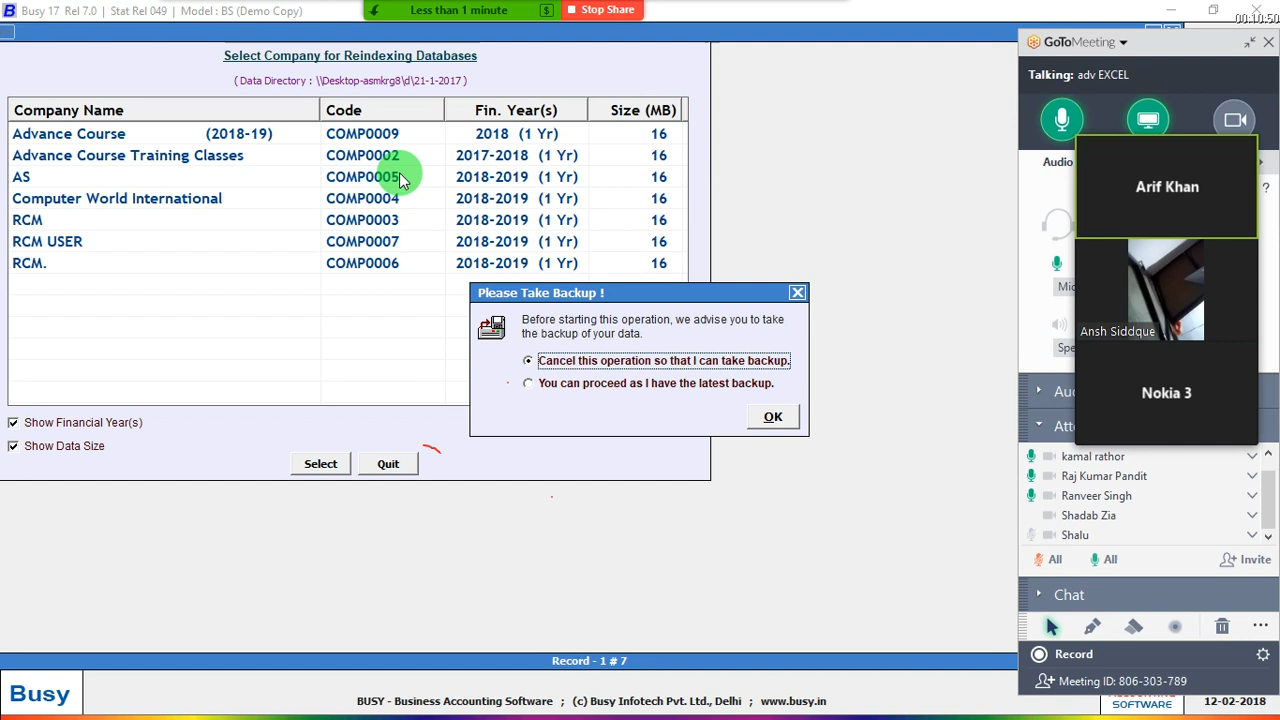 Busy 17 Rel 7.0 | Stat Rel 049 | Model : BS (Demo Copy)
Less than 1 minute
$
Stop Share
00:10:50
Select Company for Reindexing Databases
( Data Directory : \\Desktop-asmkrg8\d\21-1-2017 )
Company Name Code Fin. Year(s) Size (MB)
Advance Course (2018-19) COMP0009 2018 (1 Yr) 16
Advance Course Training Classes COMP0002 2017-2018 (1 Yr) 16
AS COMP0005 2018-2019 (1 Yr) 16
Computer World International COMP0004 2018-2019 (1 Yr) 16
RCM COMP0003 2018-2019 (1 Yr) 16
RCM USER COMP0007 2018-2019 (1 Yr) 16
RCM. COMP0006 2018-2019 (1 Yr) 16
Please Take Backup !
Before starting this operation, we advise you to take
the backup of your data.
Cancel this operation so that I can take backup.
You can proceed as I have the latest backup.
OK
Show Financial Year(s)
Show Data Size
Select
Quit
Record - 1 # 7
Busy
BUSY - Business Accounting Software ; (c) Busy Infotech Pvt. Ltd., Delhi ; www.busy.in
SOFTWARE
12-02-2018
GoToMeeting
Talking: adv EXCEL
Audio
?
Arif Khan
Ansh Siddque
Nokia 3
kamal rathor
Raj Kumar Pandit
Ranveer Singh
Shadab Zia
Shalu
All
All
Invite
Chat
Record
Meeting ID: 806-303-789